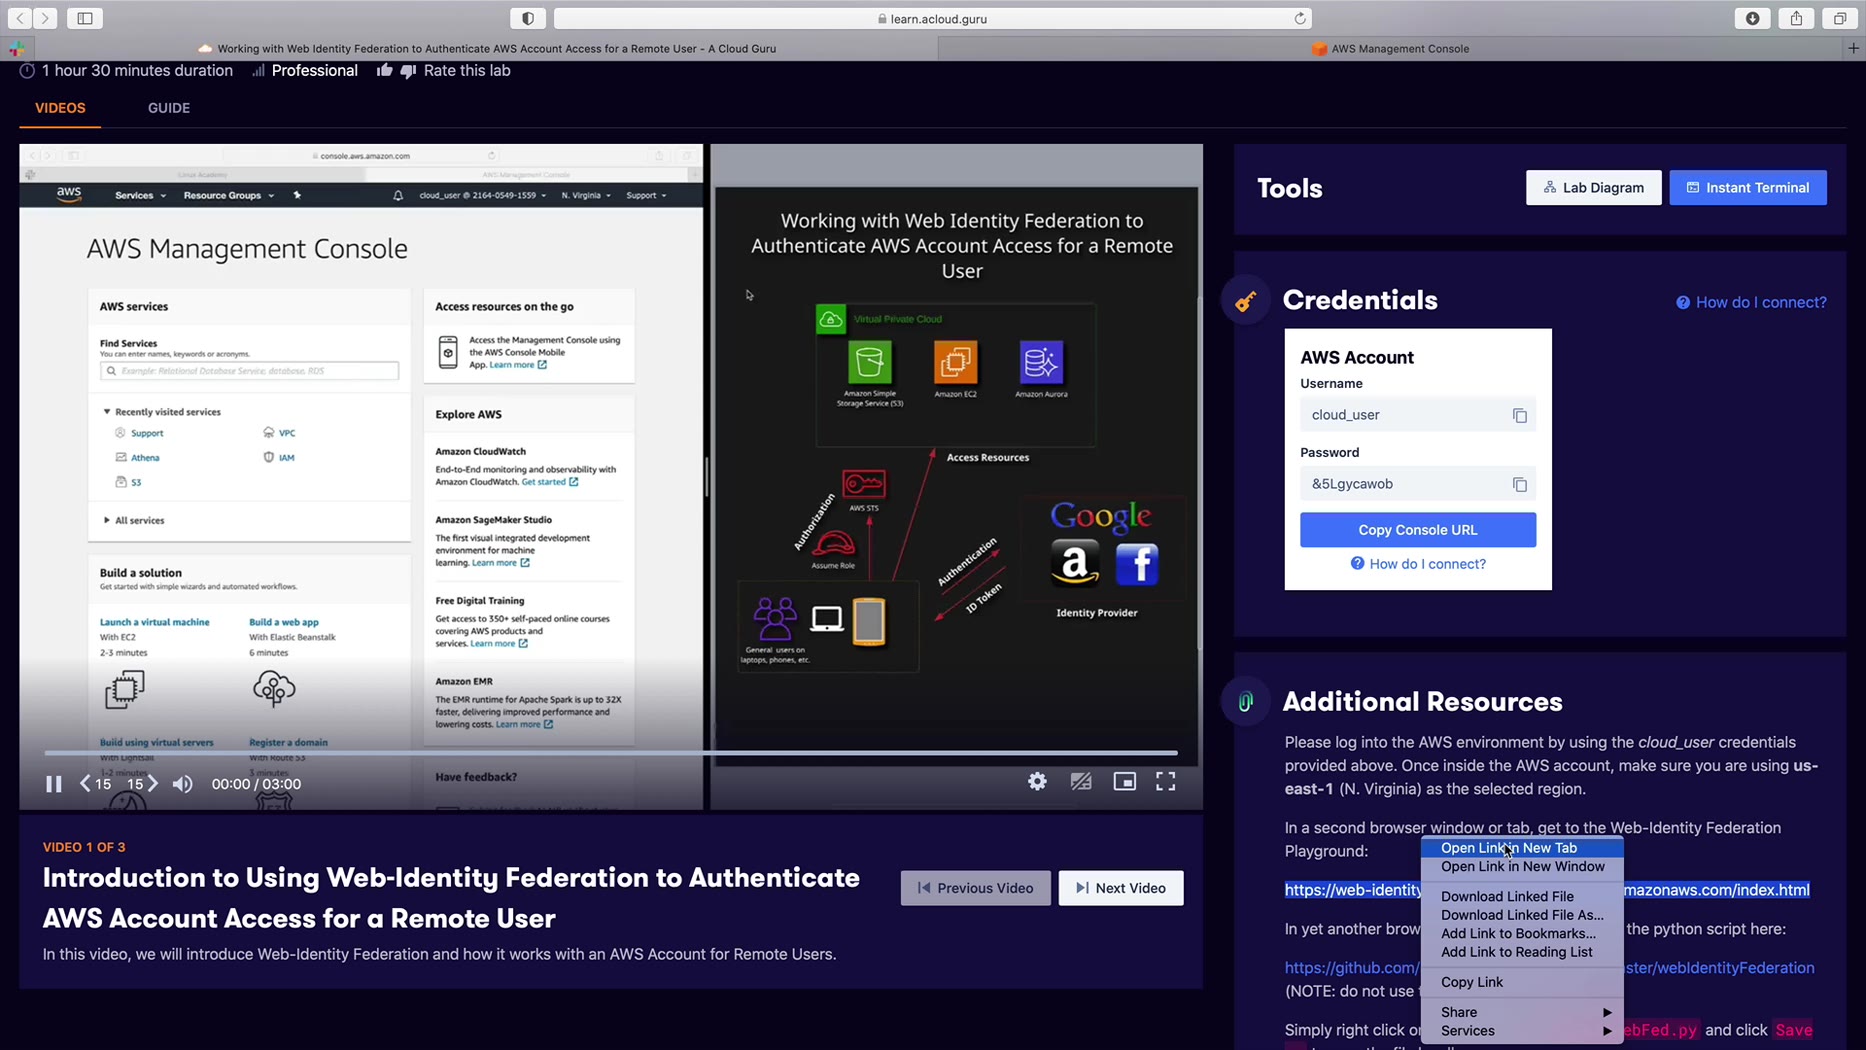 learn.acloud.guru
Working with Web Identity Federation to Authenticate AWS Account Access for a Remote User - A Cloud Guru
AWS Management Console
1 hour 30 minutes duration
Professional
Rate this lab
VIDEOS
GUIDE
console.aws.amazon.com
Linux Academy
AWS Management Console
aws
Services
Resource Groups
cloud_user @ 2164-0549-1559
N. Virginia
Support
AWS Management Console
AWS services
Find Services
You can enter names, keywords or acronyms.
Example: Relational Database Service, database, RDS
Recently visited services
Support
VPC
Athena
IAM
S3
All services
Build a solution
Get started with simple wizards and automated workflows.
Launch a virtual machine
With EC2
2-3 minutes
Build a web app
With Elastic Beanstalk
6 minutes
Build using virtual servers
With Lightsail
1-2 minutes
Register a domain
With Route 53
3 minutes
Access resources on the go
Access the Management Console using
the AWS Console Mobile
App. Learn more
Explore AWS
Amazon CloudWatch
End-to-End monitoring and observability with
Amazon CloudWatch. Get started
Amazon SageMaker Studio
The first visual integrated development
environment for machine
learning. Learn more
Free Digital Training
Get access to 350+ self-paced online courses
covering AWS products and
services. Learn more
Amazon EMR
The EMR runtime for Apache Spark is up to 32X
faster, delivering improved performance and
lowering costs. Learn more
Have feedback?
Working with Web Identity Federation to
Authenticate AWS Account Access for a Remote
User
Virtual Private Cloud
Amazon Simple
Storage Service (S3)
Amazon EC2
Amazon Aurora
Access Resources
AWS STS
Authorization
Assume Role
Authentication
ID Token
Google
a
f
Identity Provider
General users on
laptops, phones, etc.
15
15
00:00 / 03:00
VIDEO 1 OF 3
Introduction to Using Web-Identity Federation to Authenticate
AWS Account Access for a Remote User
In this video, we will introduce Web-Identity Federation and how it works with an AWS Account for Remote Users.
Previous Video
Next Video
Tools
Lab Diagram
Instant Terminal
Credentials
How do I connect?
AWS Account
Username
cloud_user
Password
&5Lgycawob
Copy Console URL
How do I connect?
Additional Resources
Please log into the AWS environment by using the cloud_user credentials
provided above. Once inside the AWS account, make sure you are using us-
east-1 (N. Virginia) as the selected region.
In a second browser window or tab, get to the Web-Identity Federation
Playground:
https://web-identity mazonaws.com/index.html
In yet another brow the python script here:
https://github.com/ ster/webIdentityFederation
(NOTE: do not use
Simply right click o ebFed.py and click Save
Open Link in New Tab
Open Link in New Window
Download Linked File
Download Linked File As...
Add Link to Bookmarks...
Add Link to Reading List
Copy Link
Share
Services